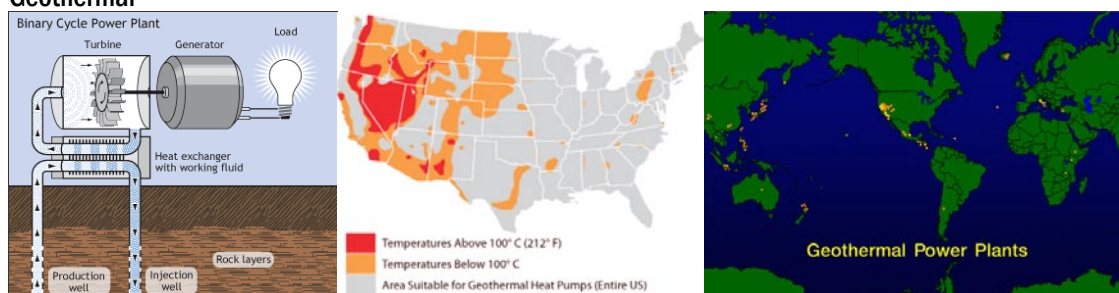 Geothermal
Binary Cycle Power Plant
Turbine
Generator
Load
Heat exchanger
with working fluid
Rock layers
Production
well
Injection
well
Temperatures Above 100° C (212° F)
Temperatures Below 100° C
Area Suitable for Geothermal Heat Pumps (Entire US)
Geothermal Power Plants